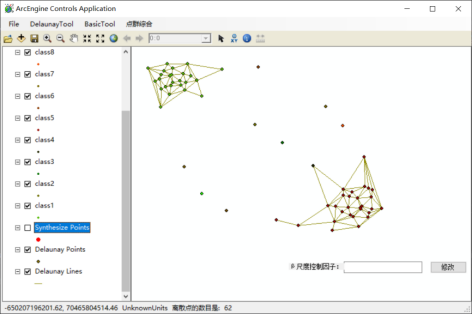 ArcEngine Controls Application
File DelaunayTool BasicTool 点群综合
0: 0
class8
class7
class6
class5
class4
class3
class2
class1
Synthesize Points
Delaunay Points
Delaunay Lines
尺度控制因子:
修改
-650207196201.62, 70465804514.46 UnknownUnits 离散点的数目是: 62